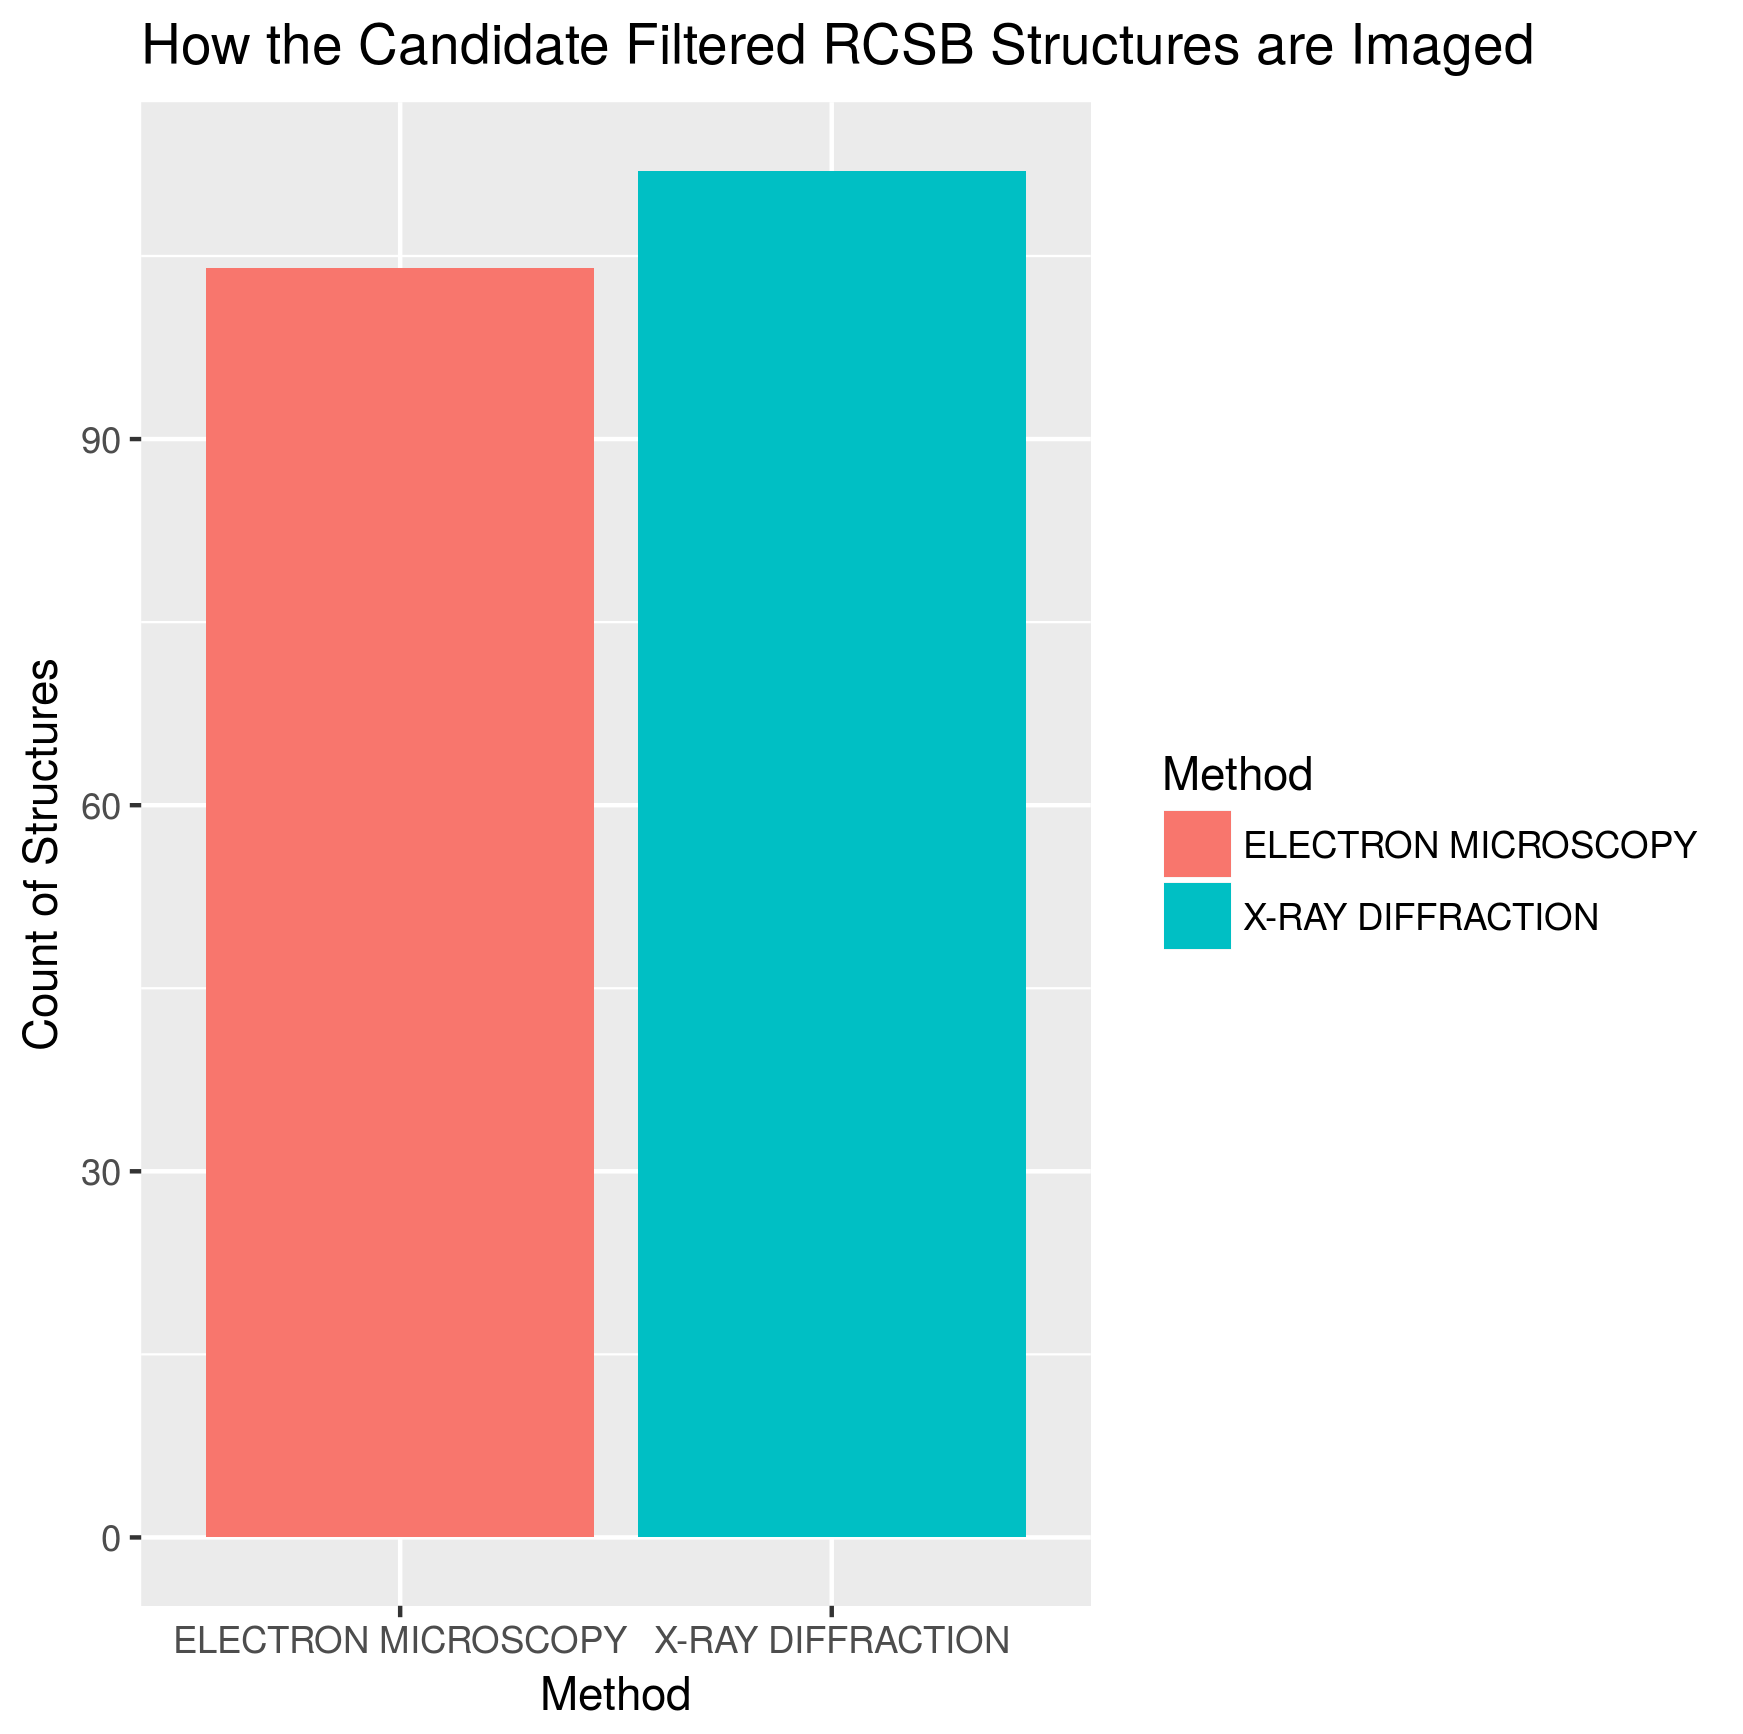 How the Candidate Filtered RCSB Structures are Imaged
Count of Structures
90
60
30
0
ELECTRON MICROSCOPY
X-RAY DIFFRACTION
Method
Method
ELECTRON MICROSCOPY
X-RAY DIFFRACTION